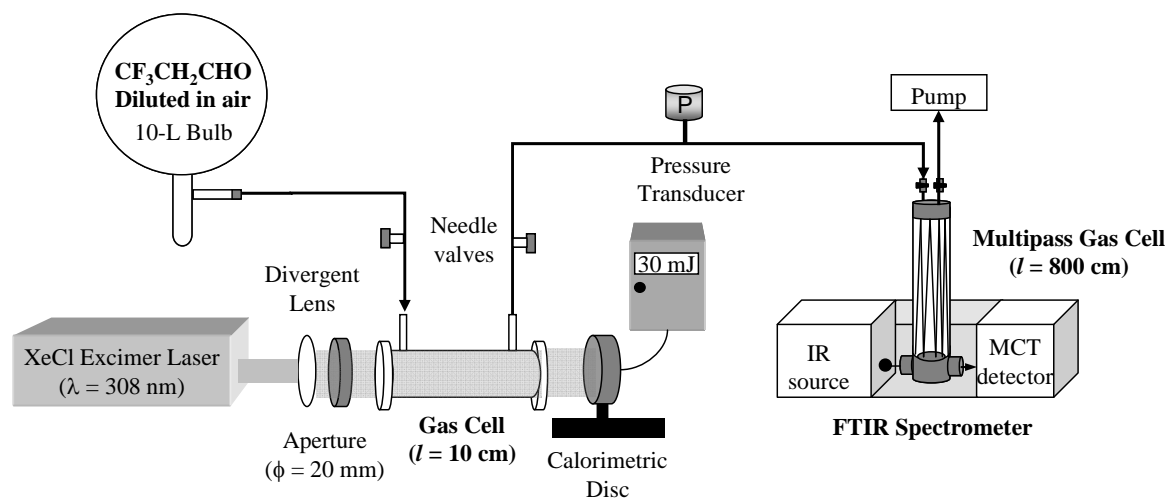 CF₃CH₂CHO
Diluted in air
10-L Bulb
P
Pump
Pressure
Transducer
Needle
valves
Divergent
Lens
30 mJ
Multipass Gas Cell
(l = 800 cm)
XeCl Excimer Laser
(λ = 308 nm)
IR
source
MCT
detector
Aperture
(ϕ = 20 mm)
Gas Cell
(l = 10 cm)
Calorimetric
Disc
FTIR Spectrometer